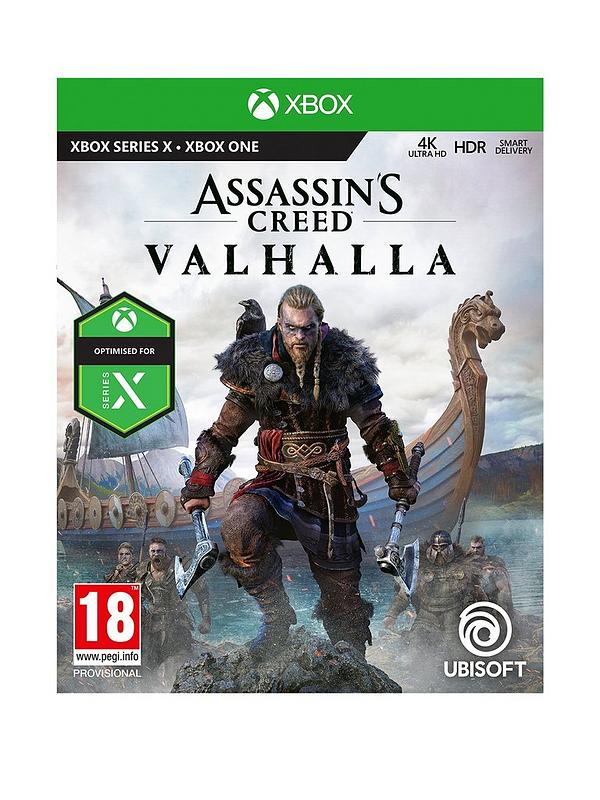 XBOX
XBOX SERIES X • XBOX ONE
4K
ULTRA HD
HDR
SMART
DELIVERY
ASSASSIN'S
CREED
VALHALLA
OPTIMISED FOR
SERIES
X
18™
www.pegi.info
PROVISIONAL
UBISOFT